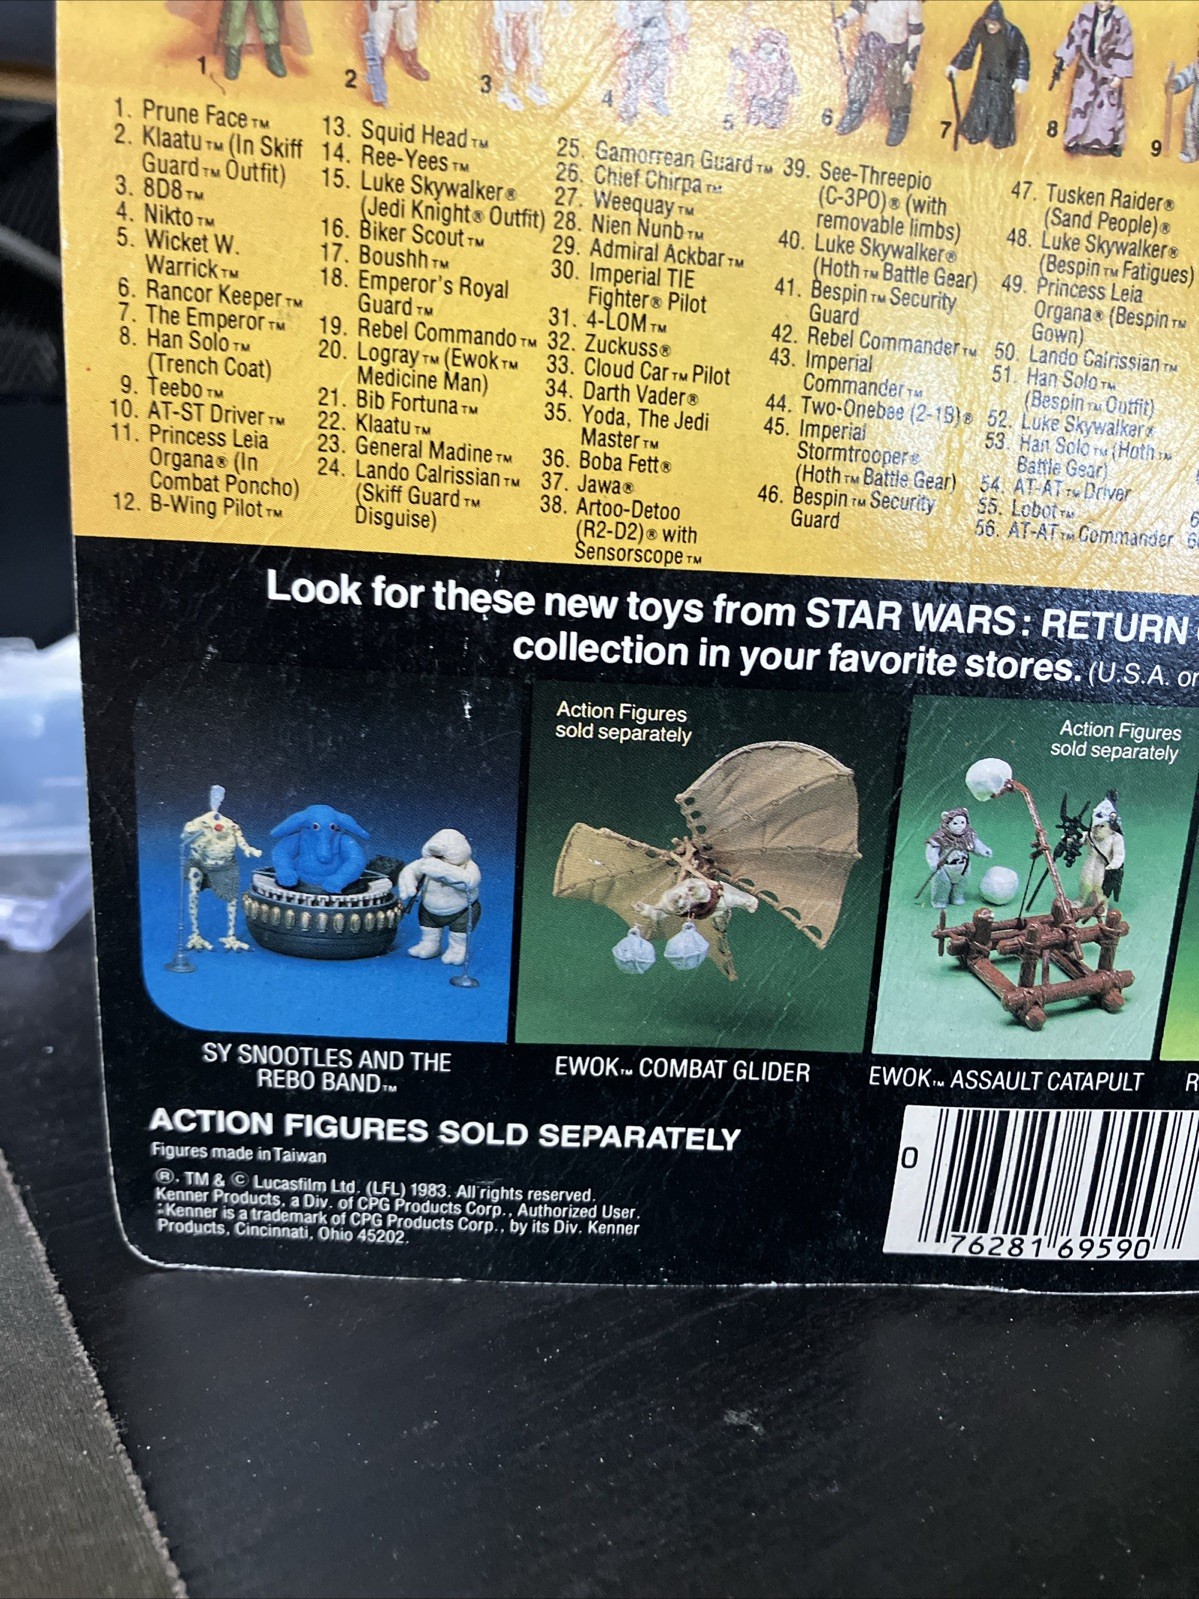 1
2
3
4
5
6
7
8
9
1. Prune Face™
2. Klaatu™ (In Skiff
Guard™ Outfit)
3. 8D8™
4. Nikto™
5. Wicket W.
Warrick™
6. Rancor Keeper™
7. The Emperor™
8. Han Solo™
(Trench Coat)
9. Teebo™
10. AT-ST Driver™
11. Princess Leia
Organa® (In
Combat Poncho)
12. B-Wing Pilot™
13. Squid Head™
14. Ree-Yees™
15. Luke Skywalker®
(Jedi Knight® Outfit)
16. Biker Scout™
17. Boushh™
18. Emperor's Royal
Guard™
19. Rebel Commando™
20. Logray™ (Ewok™
Medicine Man)
21. Bib Fortuna™
22. Klaatu™
23. General Madine™
24. Lando Calrissian™
(Skiff Guard™
Disguise)
25. Gamorrean Guard™
26. Chief Chirpa™
27. Weequay™
28. Nien Nunb™
29. Admiral Ackbar™
30. Imperial TIE
Fighter® Pilot
31. 4-LOM™
32. Zuckuss®
33. Cloud Car™ Pilot
34. Darth Vader®
35. Yoda, The Jedi
Master™
36. Boba Fett®
37. Jawa®
38. Artoo-Detoo
(R2-D2)® with
Sensorscope™
39. See-Threepio
(C-3PO)® (with
removable limbs)
40. Luke Skywalker®
(Hoth™ Battle Gear)
41. Bespin™ Security
Guard
42. Rebel Commander™
43. Imperial
Commander™
44. Two-Onebee (2-1B)®
45. Imperial
Stormtrooper®
(Hoth™ Battle Gear)
46. Bespin™ Security
Guard
47. Tusken Raider®
(Sand People)®
48. Luke Skywalker®
(Bespin™ Fatigues)
49. Princess Leia
Organa® (Bespin™
Gown)
50. Lando Calrissian™
51. Han Solo™
(Bespin™ Outfit)
52. Luke Skywalker®
53. Han Solo™ (Hoth™
Battle Gear)
54. AT-AT™ Driver
55. Lobot™
56. AT-AT™ Commander
Look for these new toys from STAR WARS: RETURN
collection in your favorite stores. (U.S.A. or
Action Figures
sold separately
Action Figures
sold separately
SY SNOOTLES AND THE
REBO BAND™
EWOK™ COMBAT GLIDER
EWOK™ ASSAULT CATAPULT
R
ACTION FIGURES SOLD SEPARATELY
Figures made in Taiwan
®, TM & © Lucasfilm Ltd. (LFL) 1983. All rights reserved.
Kenner Products, a Div. of CPG Products Corp., Authorized User.
Kenner is a trademark of CPG Products Corp., by its Div. Kenner
Products, Cincinnati, Ohio 45202.
0 76281 69590